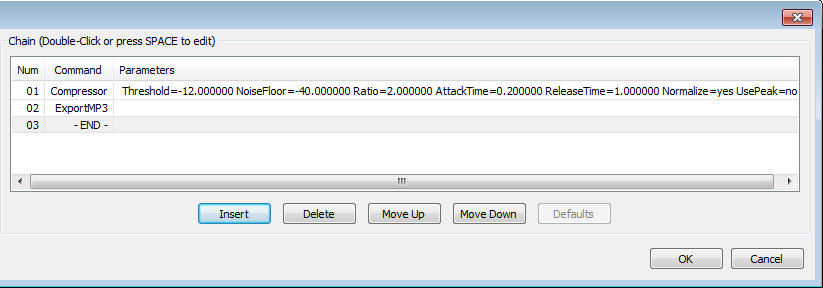 Chain (Double-Click or press SPACE to edit)
Num Command Parameters
01 Compressor Threshold=-12.000000 NoiseFloor=-40.000000 Ratio=2.000000 AttackTime=0.200000 ReleaseTime=1.000000 Normalize=yes UsePeak=no
02 ExportMP3
03 - END -
Insert Delete Move Up Move Down Defaults
OK Cancel